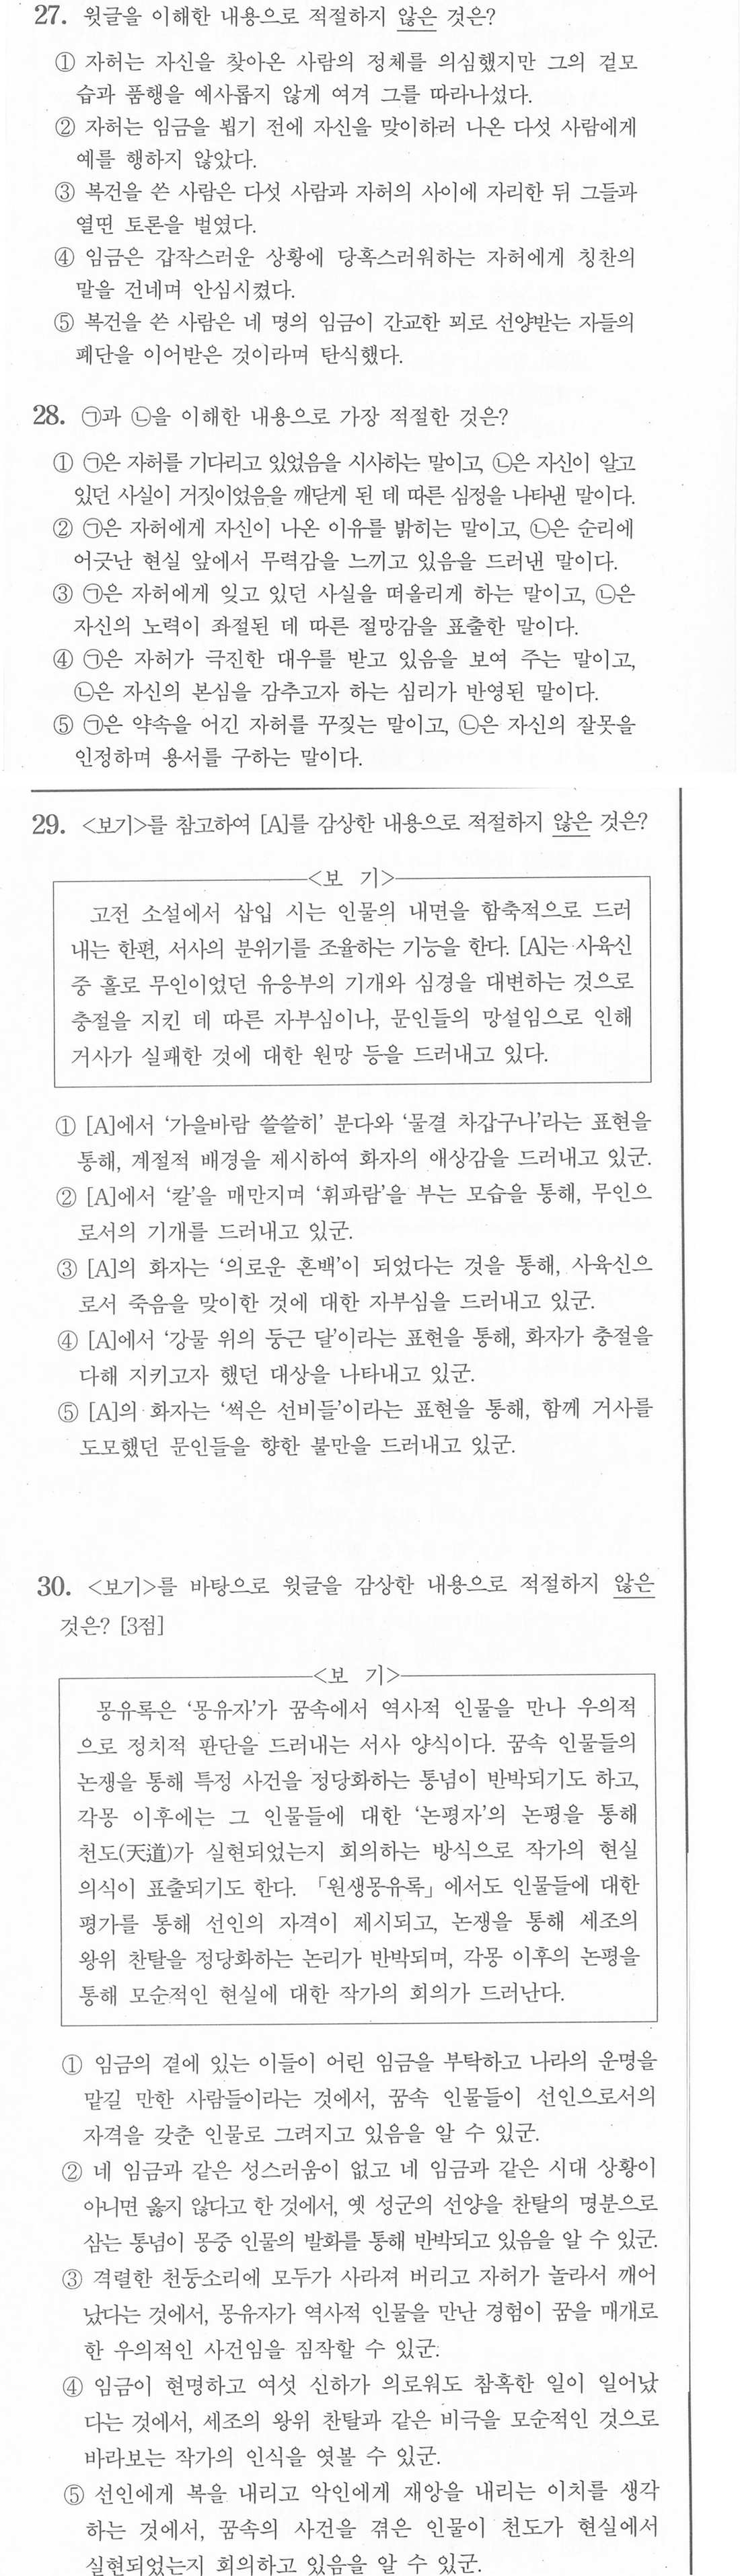 27. 윗글을 이해한 내용으로 적절하지 않은 것은?
① 자허는 자신을 찾아온 사람의 정체를 의심했지만 그의 겉모
습과 품행을 예사롭지 않게 여겨 그를 따라나섰다.
② 자허는 임금을 뵙기 전에 자신을 맞이하러 나온 다섯 사람에게
예를 행하지 않았다.
③ 복건을 쓴 사람은 다섯 사람과 자허의 사이에 자리한 뒤 그들과
열띤 토론을 벌였다.
④ 임금은 갑작스러운 상황에 당혹스러워하는 자허에게 칭찬의
말을 건네며 안심시켰다.
⑤ 복건을 쓴 사람은 네 명의 임금이 간교한 꾀로 선양받는 자들의
폐단을 이어받은 것이라며 탄식했다.
28. ㉠과 ㉡을 이해한 내용으로 가장 적절한 것은?
① ㉠은 자허를 기다리고 있었음을 시사하는 말이고, ㉡은 자신이 알고
있던 사실이 거짓이었음을 깨닫게 된 데 따른 심정을 나타낸 말이다.
② ㉠은 자허에게 자신이 나온 이유를 밝히는 말이고, ㉡은 순리에
어긋난 현실 앞에서 무력감을 느끼고 있음을 드러낸 말이다.
③ ㉠은 자허에게 잊고 있던 사실을 떠올리게 하는 말이고, ㉡은
자신의 노력이 좌절된 데 따른 절망감을 표출한 말이다.
④ ㉠은 자허가 극진한 대우를 받고 있음을 보여 주는 말이고,
㉡은 자신의 본심을 감추고자 하는 심리가 반영된 말이다.
⑤ ㉠은 약속을 어긴 자허를 꾸짖는 말이고, ㉡은 자신의 잘못을
인정하며 용서를 구하는 말이다.
29. <보기>를 참고하여 [A]를 감상한 내용으로 적절하지 않은 것은?
<보 기>
고전 소설에서 삽입 시는 인물의 내면을 함축적으로 드러
내는 한편, 서사의 분위기를 조율하는 기능을 한다. [A]는 사육신
중 홀로 무인이었던 유응부의 기개와 심경을 대변하는 것으로
충절을 지킨 데 따른 자부심이나, 문인들의 망설임으로 인해
거사가 실패한 것에 대한 원망 등을 드러내고 있다.
① [A]에서 ‘가을바람 쓸쓸히’ 분다와 ‘물결 차갑구나’라는 표현을
통해, 계절적 배경을 제시하여 화자의 애상감을 드러내고 있군.
② [A]에서 ‘칼’을 매만지며 ‘휘파람’을 부는 모습을 통해, 무인으
로서의 기개를 드러내고 있군.
③ [A]의 화자는 ‘의로운 혼백’이 되었다는 것을 통해, 사육신으
로서 죽음을 맞이한 것에 대한 자부심을 드러내고 있군.
④ [A]에서 ‘강물 위의 둥근 달’이라는 표현을 통해, 화자가 충절을
다해 지키고자 했던 대상을 나타내고 있군.
⑤ [A]의 화자는 ‘썩은 선비들’이라는 표현을 통해, 함께 거사를
도모했던 문인들을 향한 불만을 드러내고 있군.
30. <보기>를 바탕으로 윗글을 감상한 내용으로 적절하지 않은
것은? [3점]
<보 기>
몽유록은 ‘몽유자’가 꿈속에서 역사적 인물을 만나 우의적
으로 정치적 판단을 드러내는 서사 양식이다. 꿈속 인물들의
논쟁을 통해 특정 사건을 정당화하는 통념이 반박되기도 하고,
각몽 이후에는 그 인물들에 대한 ‘논평자’의 논평을 통해
천도(天道)가 실현되었는지 회의하는 방식으로 작가의 현실
의식이 표출되기도 한다. 「원생몽유록」에서도 인물들에 대한
평가를 통해 선인의 자격이 제시되고, 논쟁을 통해 세조의
왕위 찬탈을 정당화하는 논리가 반박되며, 각몽 이후의 논평을
통해 모순적인 현실에 대한 작가의 회의가 드러난다.
① 임금의 곁에 있는 이들이 어린 임금을 부탁하고 나라의 운명을
맡길 만한 사람들이라는 것에서, 꿈속 인물들이 선인으로서의
자격을 갖춘 인물로 그려지고 있음을 알 수 있군.
② 네 임금과 같은 성스러움이 없고 네 임금과 같은 시대 상황이
아니면 옳지 않다고 한 것에서, 옛 성군의 선양을 찬탈의 명분으로
삼는 통념이 몽중 인물의 발화를 통해 반박되고 있음을 알 수 있군.
③ 격렬한 천둥소리에 모두가 사라져 버리고 자허가 놀라서 깨어
났다는 것에서, 몽유자가 역사적 인물을 만난 경험이 꿈을 매개로
한 우의적인 사건임을 짐작할 수 있군.
④ 임금이 현명하고 여섯 신하가 의로워도 참혹한 일이 일어났
다는 것에서, 세조의 왕위 찬탈과 같은 비극을 모순적인 것으로
바라보는 작가의 인식을 엿볼 수 있군.
⑤ 선인에게 복을 내리고 악인에게 재앙을 내리는 이치를 생각
하는 것에서, 꿈속의 사건을 겪은 인물이 천도가 현실에서
실현되었는지 회의하고 있음을 알 수 있군.